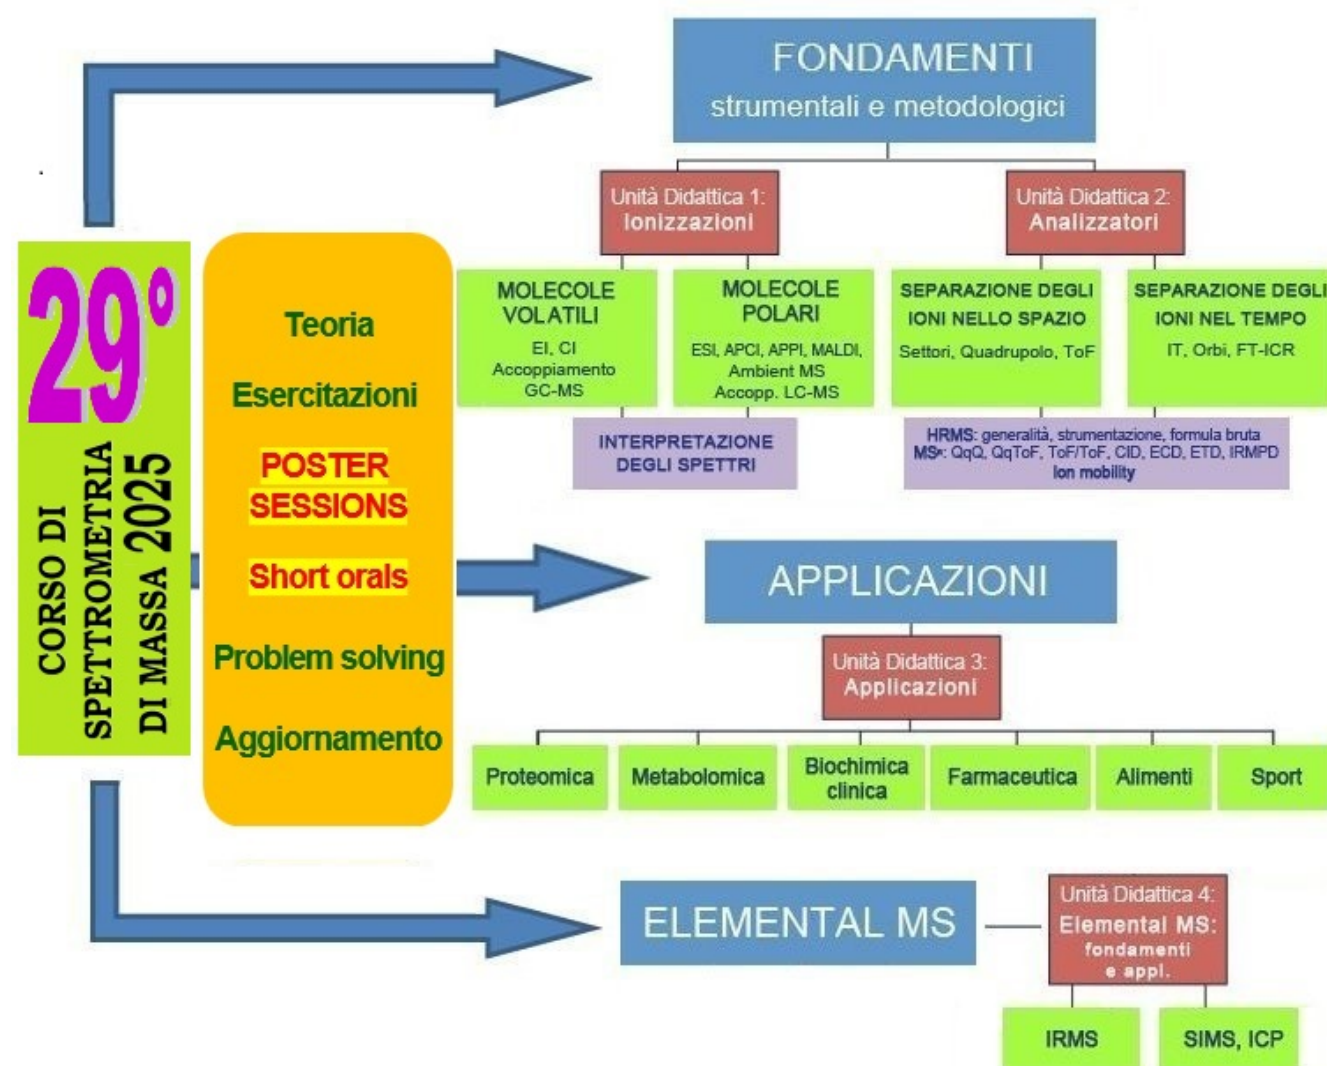 29°
CORSO DI
SPETTROMETRIA
DI MASSA 2025
Teoria
Esercitazioni
POSTER
SESSIONS
Short orals
Problem solving
Aggiornamento
FONDAMENTI
strumentali e metodologici
Unità Didattica 1:
Ionizzazioni
Unità Didattica 2:
Analizzatori
MOLECOLE
VOLATILI
EI, CI
Accoppiamento
GC-MS
MOLECOLE
POLARI
ESI, APCI, APPI, MALDI,
Ambient MS
Accopp. LC-MS
SEPARAZIONE DEGLI
IONI NELLO SPAZIO
Settori, Quadrupolo, ToF
SEPARAZIONE DEGLI
IONI NEL TEMPO
IT, Orbi, FT-ICR
INTERPRETAZIONE
DEGLI SPETTRI
HRMS: generalità, strumentazione, formula bruta
MSⁿ: QqQ, QqToF, ToF/ToF, CID, ECD, ETD, IRMPD
Ion mobility
APPLICAZIONI
Unità Didattica 3:
Applicazioni
Proteomica
Metabolomica
Biochimica
clinica
Farmaceutica
Alimenti
Sport
ELEMENTAL MS
Unità Didattica 4:
Elemental MS:
fondamenti
e appl.
IRMS
SIMS, ICP